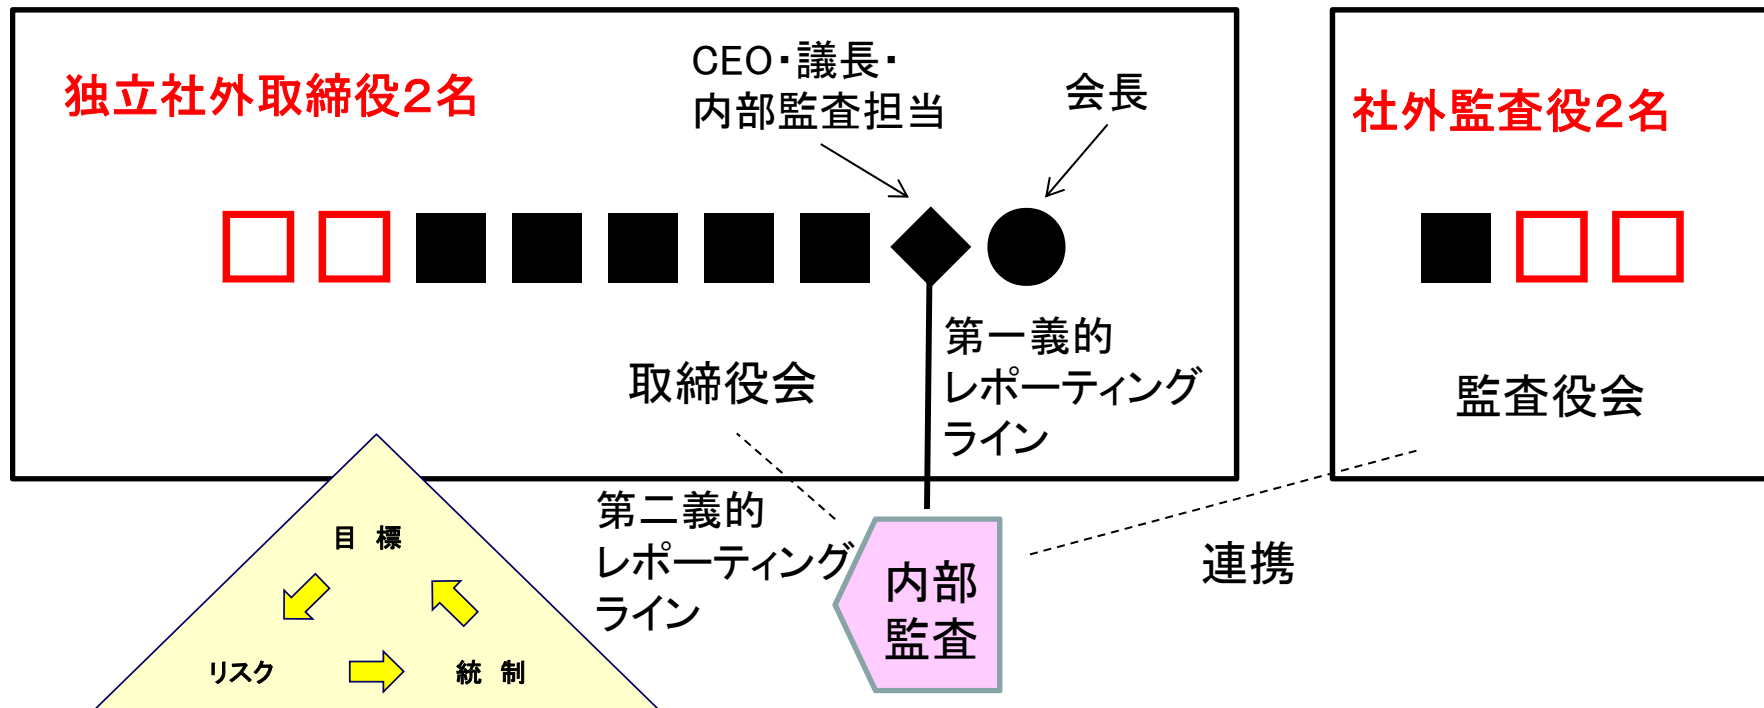 独立社外取締役２名
CEO・議長・
内部監査担当
会長
社外監査役２名
第一義的
レポーティング
ライン
取締役会
監査役会
第二義的
レポーティング
ライン
目 標
リスク
統 制
内部
監査
連携